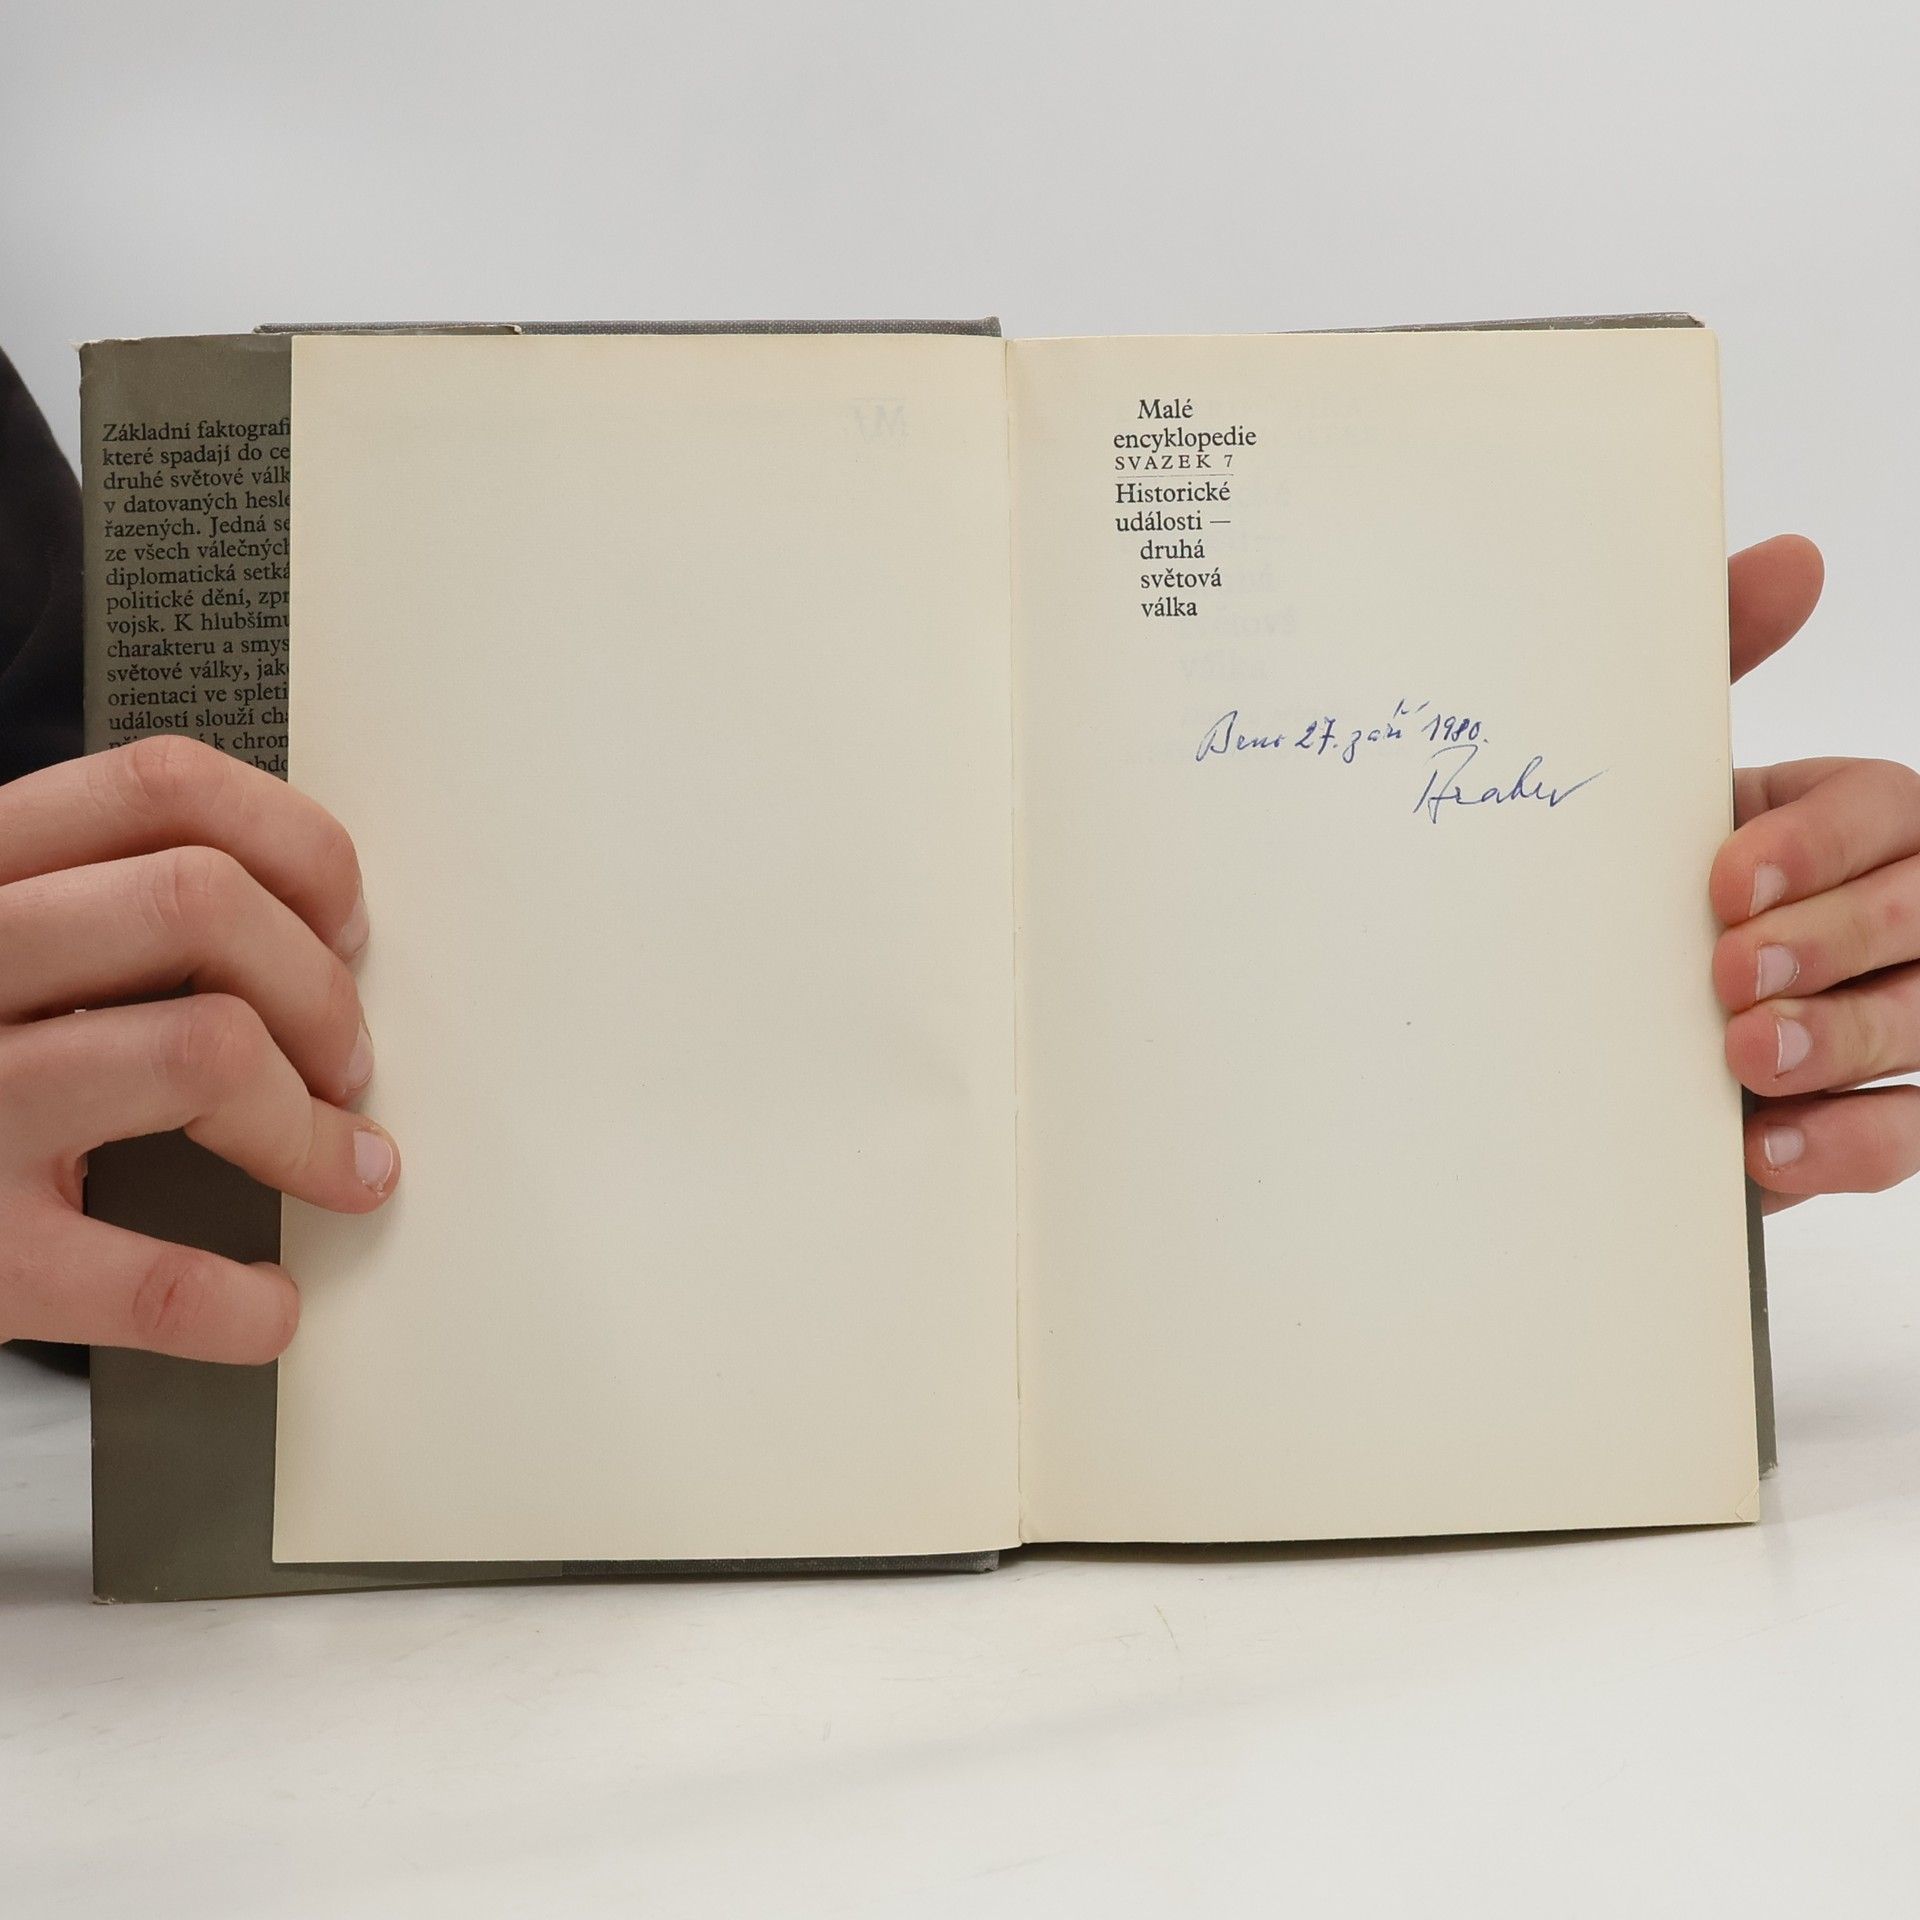 Základní faktografi
které spadají do ce
druhé světové válk
v datovaných hesle
řazených. Jedná se
ze všech válečných
diplomatická setká
politické dění, zpr
vojsk. K hlubšímu
charakteru a smys
světové války, jak
orientaci ve spleti
událostí slouží ch
k chron
Malé
encyklopedie
SVAZEK 7
Historické
události —
druhá
světová
válka
Brno 27. září 1980.